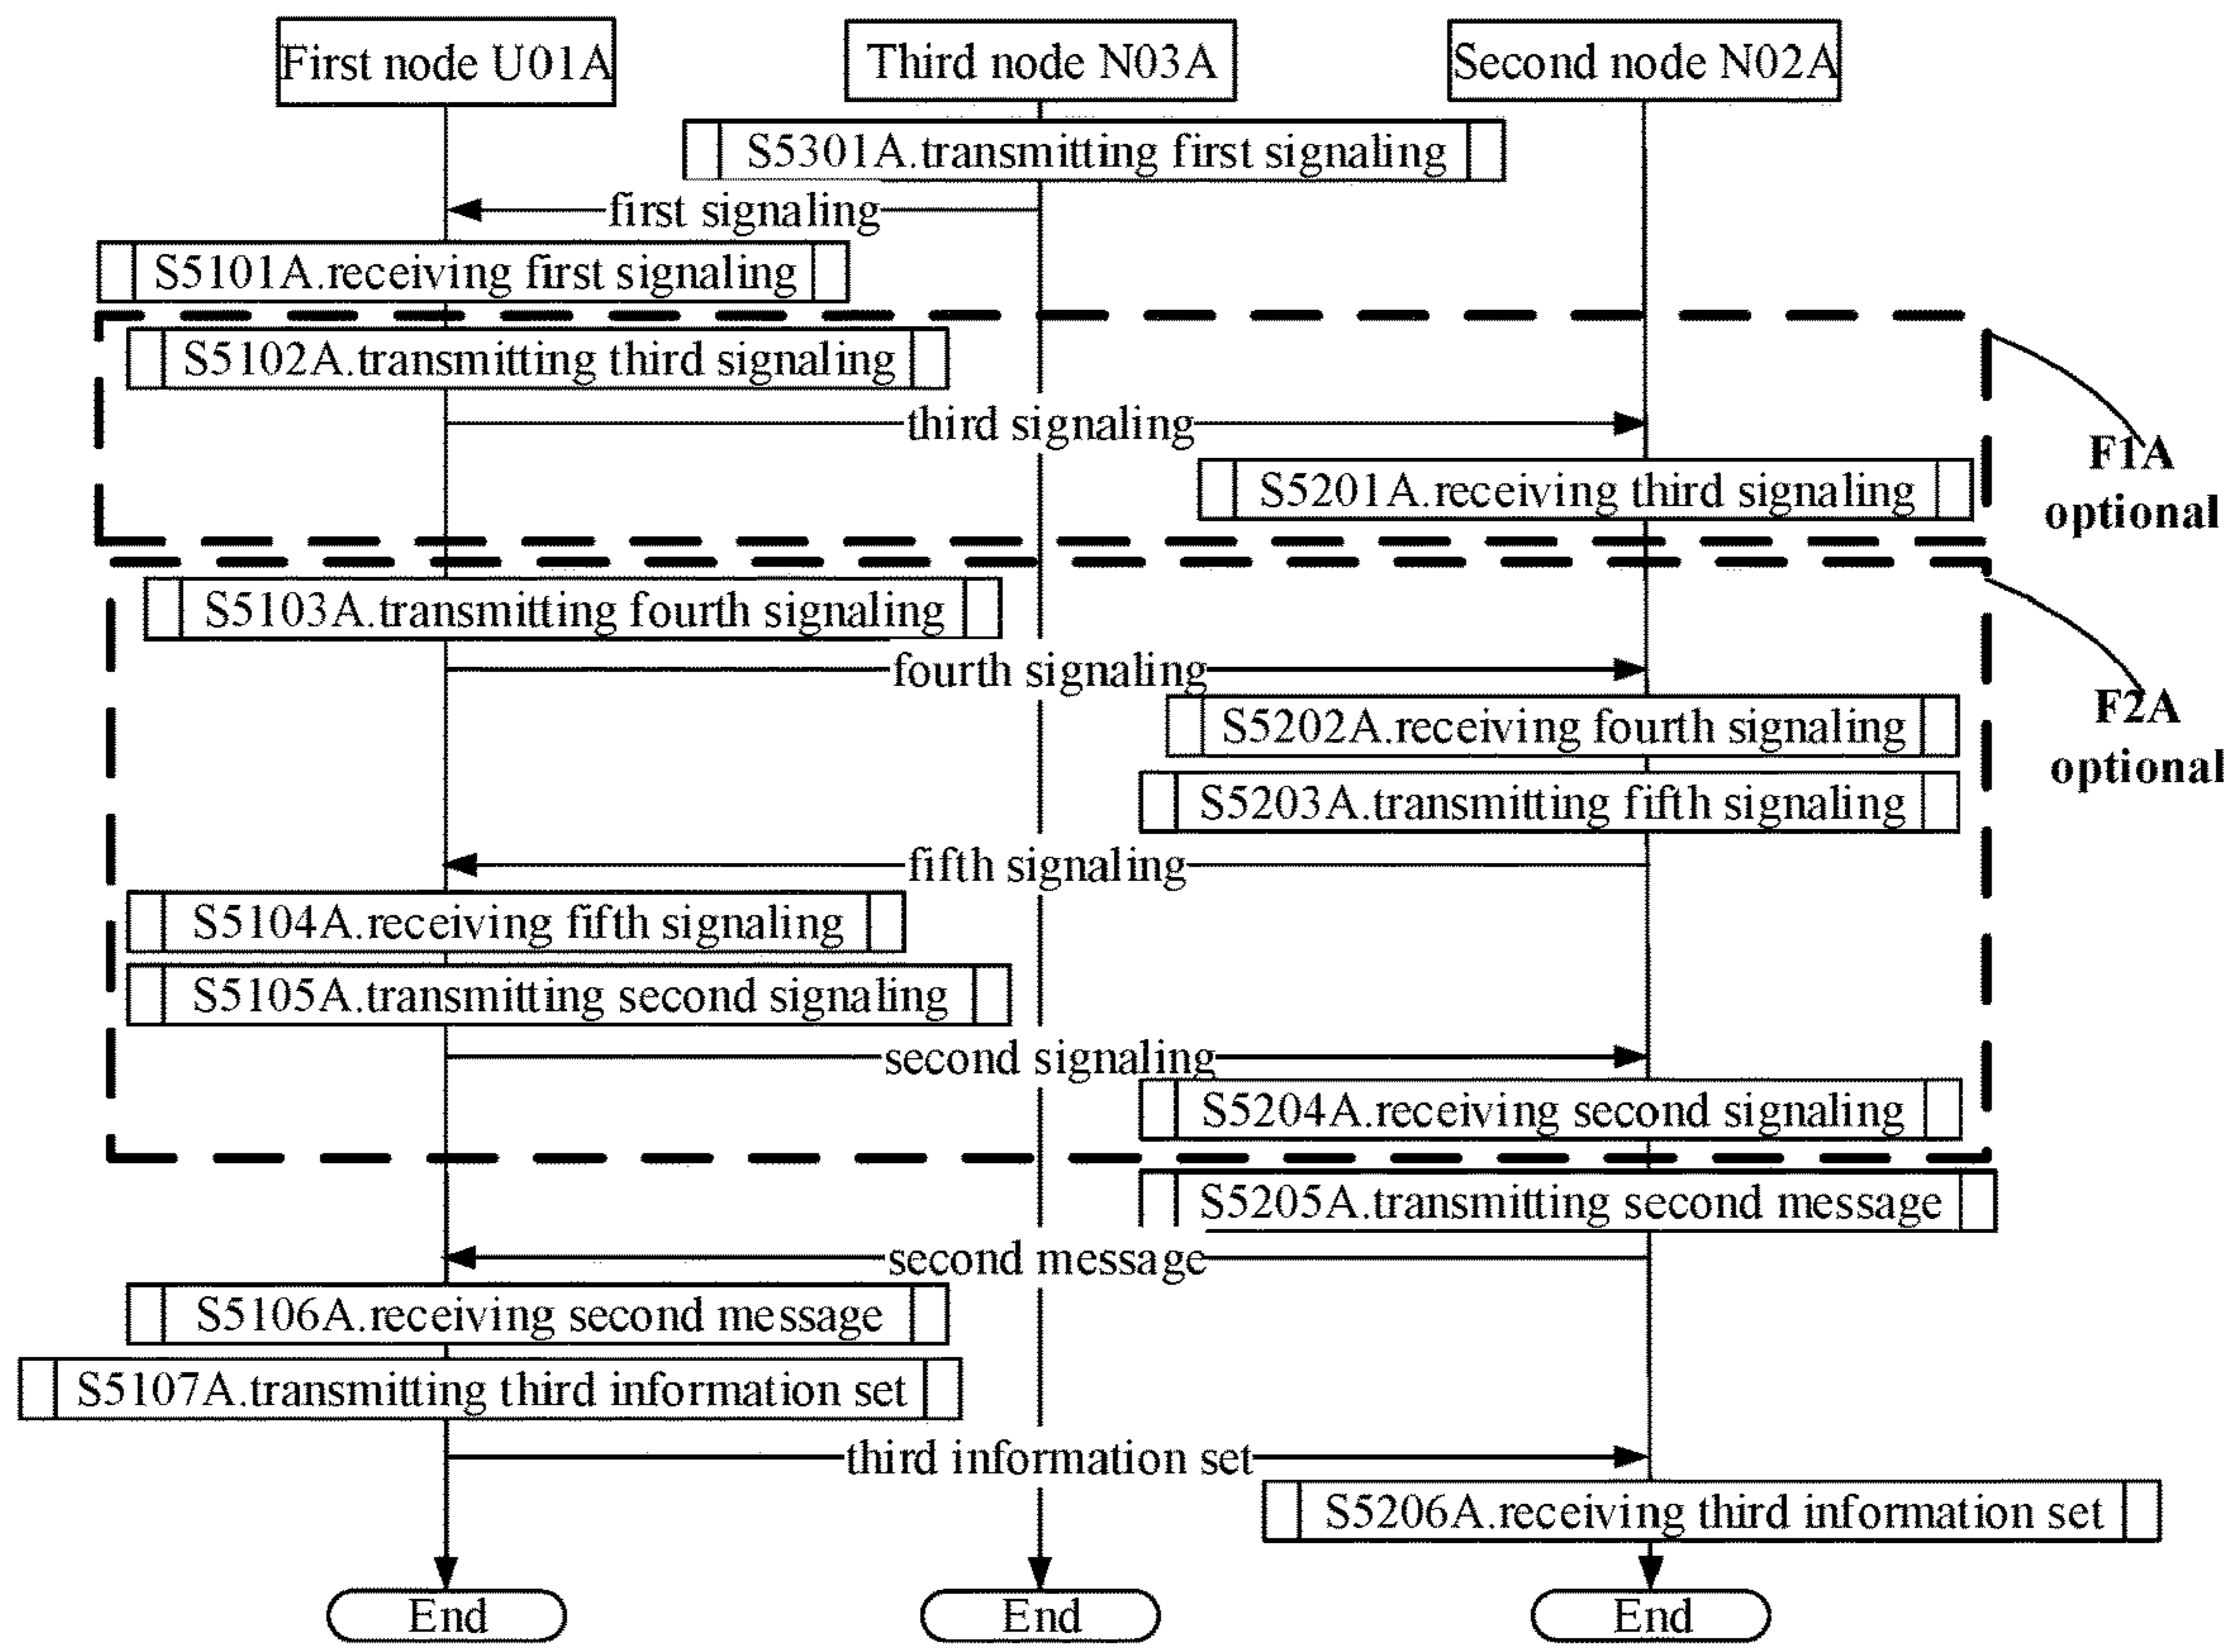 First node U01A
Third node N03A
Second node N02A
S5301A.transmitting first signaling
first signaling
S5101A.receiving first signaling
S5102A.transmitting third signaling
third signaling
F1A
optional
S5201A.receiving third signaling
S5103A.transmitting fourth signaling
fourth signaling
F2A
optional
S5202A.receiving fourth signaling
S5203A.transmitting fifth signaling
fifth signaling
S5104A.receiving fifth signaling
S5105A.transmitting second signaling
second signaling
S5204A.receiving second signaling
S5205A.transmitting second message
second message
S5106A.receiving second message
S5107A.transmitting third information set
third information set
S5206A.receiving third information set
End
End
End